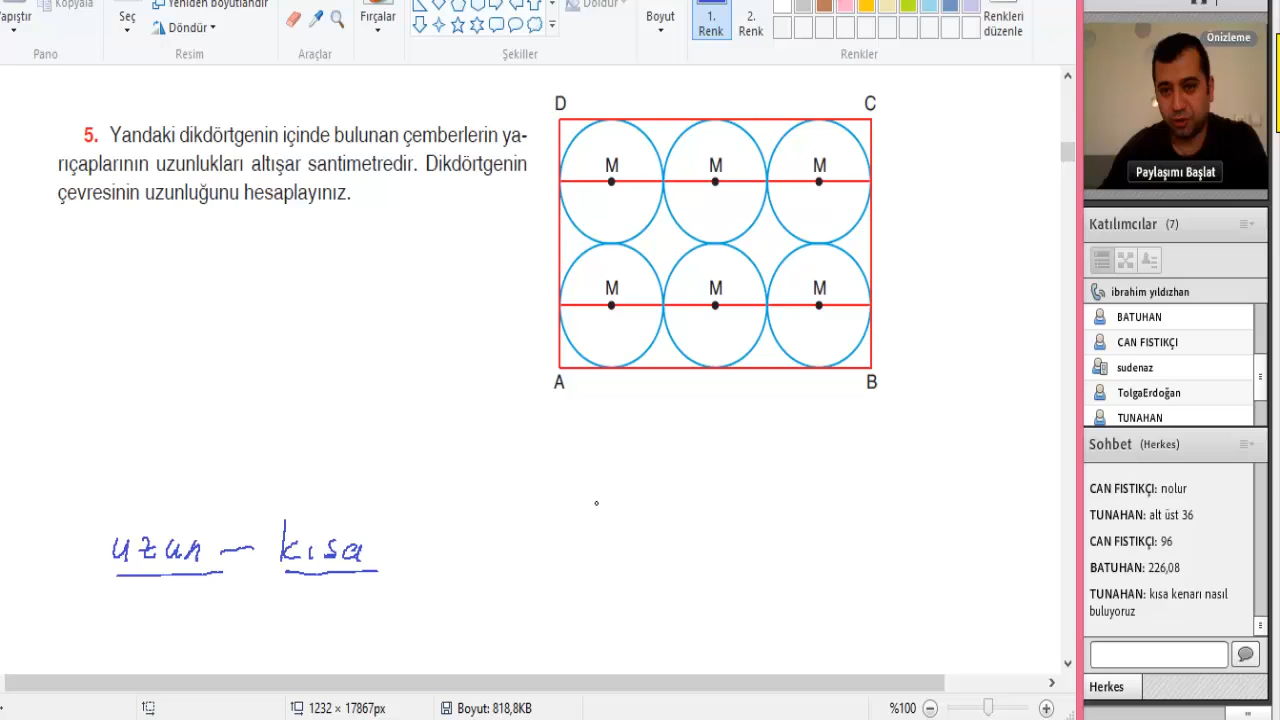 Kopyala
Yeniden boyutlandır
Yapıştır
Seç
Döndür
Fırçalar
Doldur
Boyut
1.
Renk
2.
Renk
Renkleri
düzenle
Pano
Resim
Araçlar
Şekiller
Renkler
Önizleme
Paylaşımı Başlat
5. Yandaki dikdörtgenin içinde bulunan çemberlerin ya-
rıçaplarının uzunlukları altışar santimetredir. Dikdörtgenin
çevresinin uzunluğunu hesaplayınız.
D C
M M M
M M M
A B
uzun - kısa
Katılımcılar (7)
ibrahim yıldızhan
BATUHAN
CAN FISTIKÇI
sudenaz
TolgaErdoğan
TUNAHAN
Sohbet (Herkes)
CAN FISTIKÇI: nolur
TUNAHAN: alt üst 36
CAN FISTIKÇI: 96
BATUHAN: 226,08
TUNAHAN: kısa kenarı nasıl
buluyoruz
Herkes
1232 × 17867px
Boyut: 818,8KB
%100